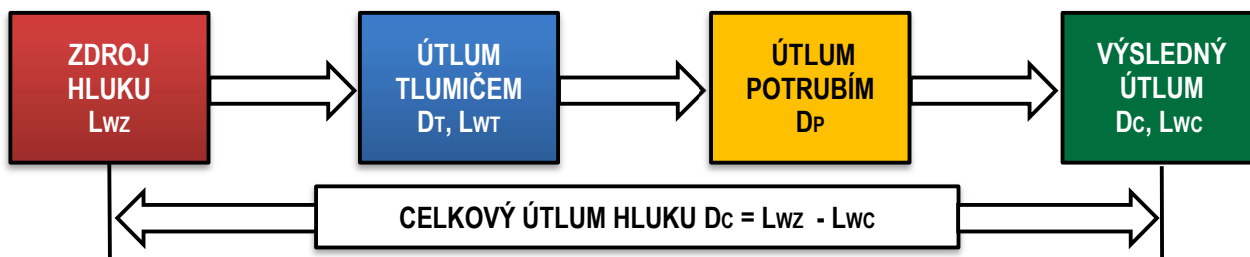 ZDROJ
HLUKU
LWZ
ÚTLUM
TLUMIČEM
DT, LWT
ÚTLUM
POTRUBÍM
DP
VÝSLEDNÝ
ÚTLUM
DC, LWC
CELKOVÝ ÚTLUM HLUKU DC = LWZ - LWC